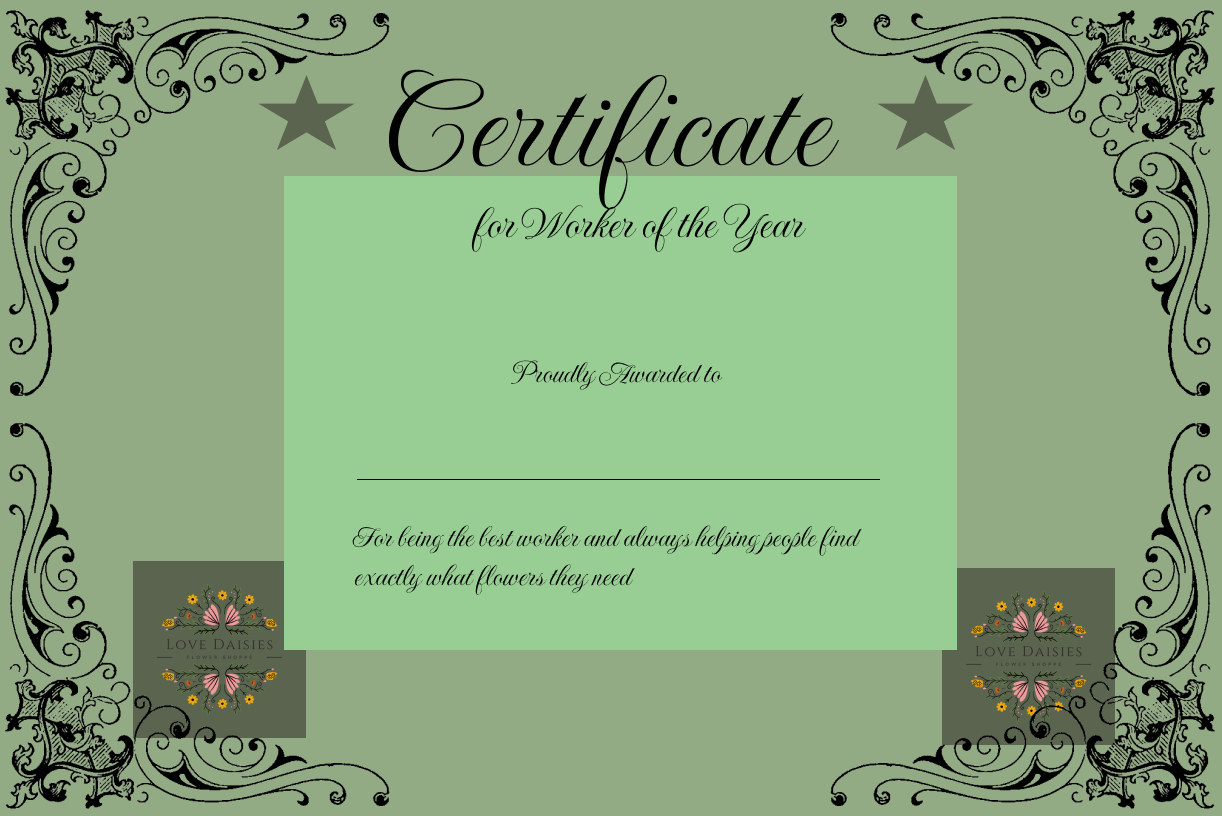 Certificate
for Worker of the Year
Proudly Awarded to
For being the best worker and always helping people find
exactly what flowers they need
LOVE DAISIES
FLOWER SHOPPE
LOVE DAISIES
FLOWER SHOPPE